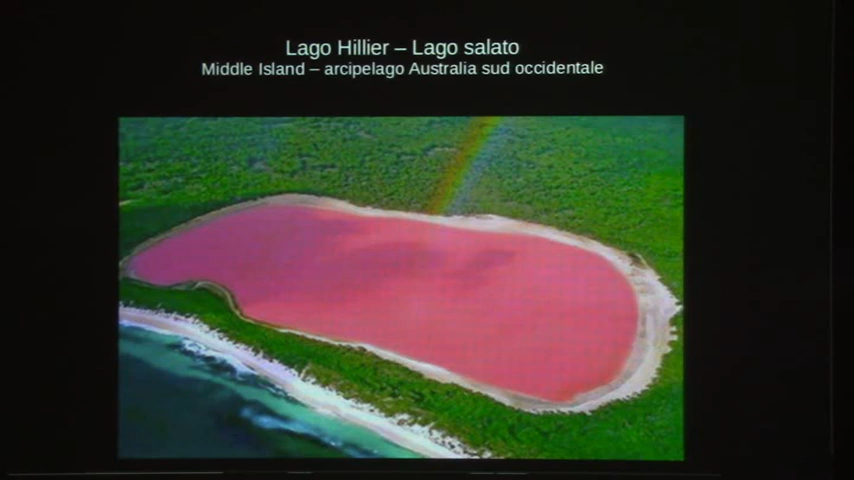 Lago Hillier – Lago salato
Middle Island – arcipelago Australia sud occidentale